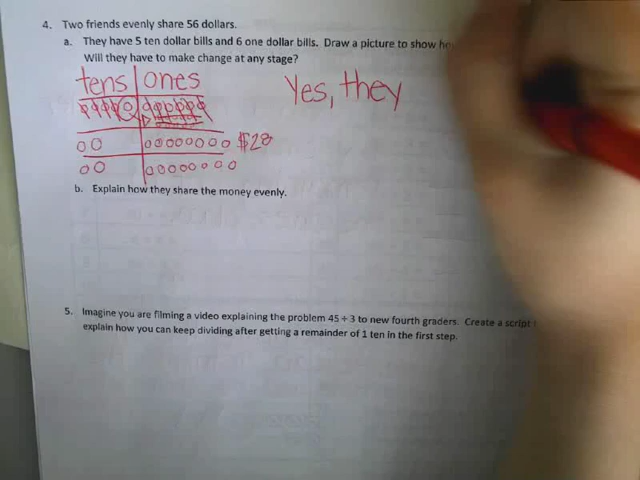 4. Two friends evenly share 56 dollars.
a. They have 5 ten dollar bills and 6 one dollar bills. Draw a picture to show
Will they have to make change at any stage?
tens ones
Yes, they
$28
b. Explain how they share the money evenly.
5. Imagine you are filming a video explaining the problem 45 ÷ 3 to new fourth graders. Create a script
explain how you can keep dividing after getting a remainder of 1 ten in the first step.